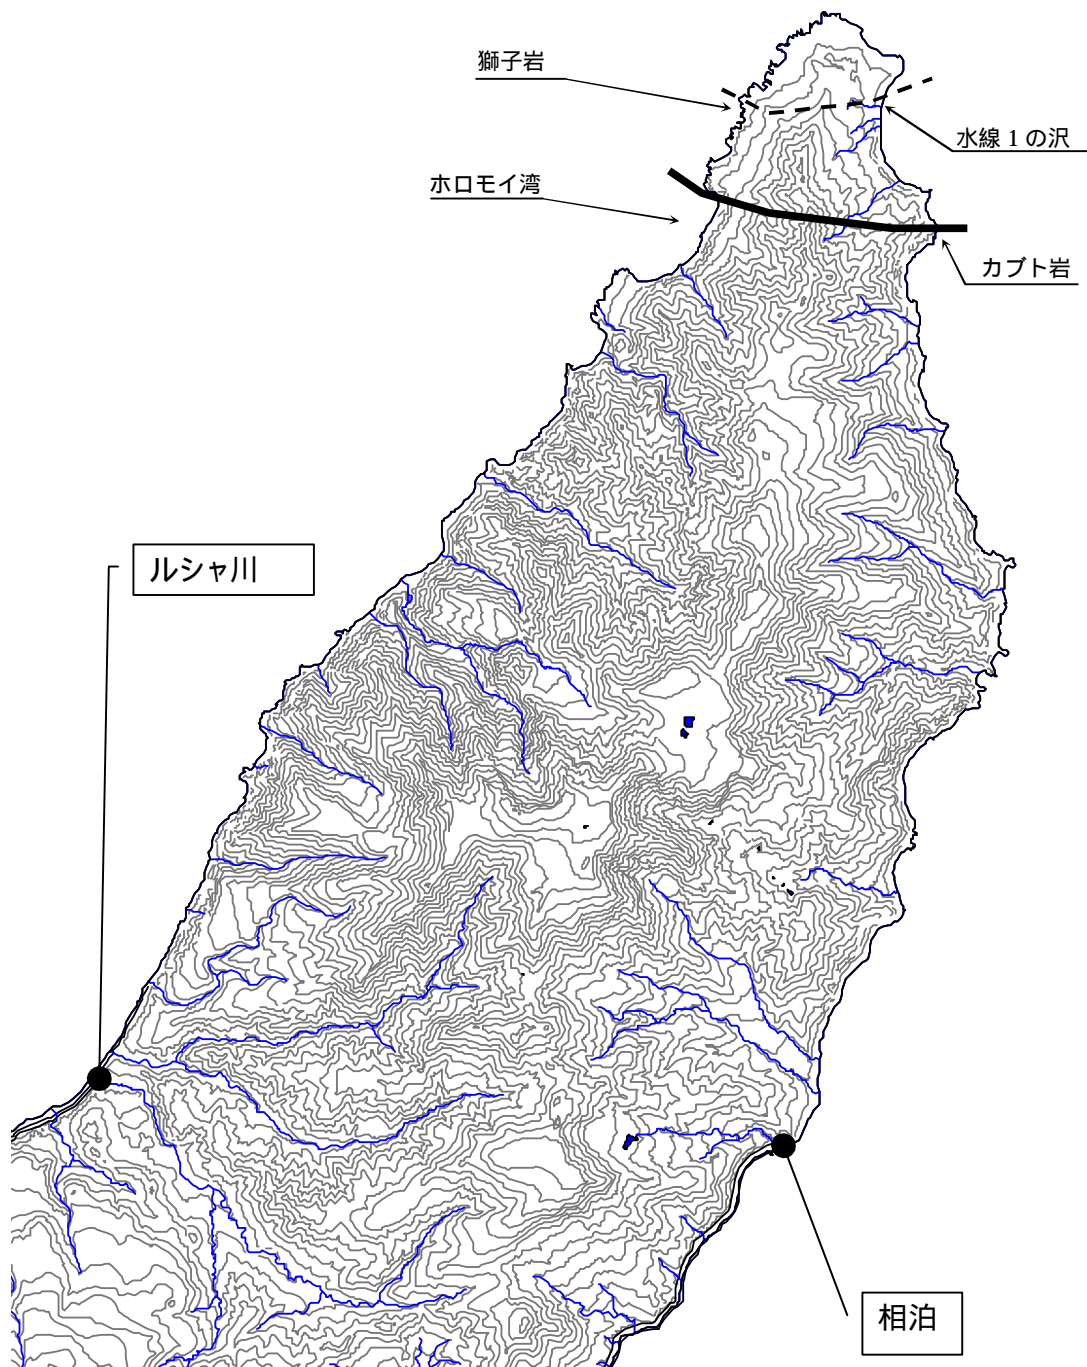 獅子岩
水線1の沢
ホロモイ湾
カブト岩
ルシャ川
相泊